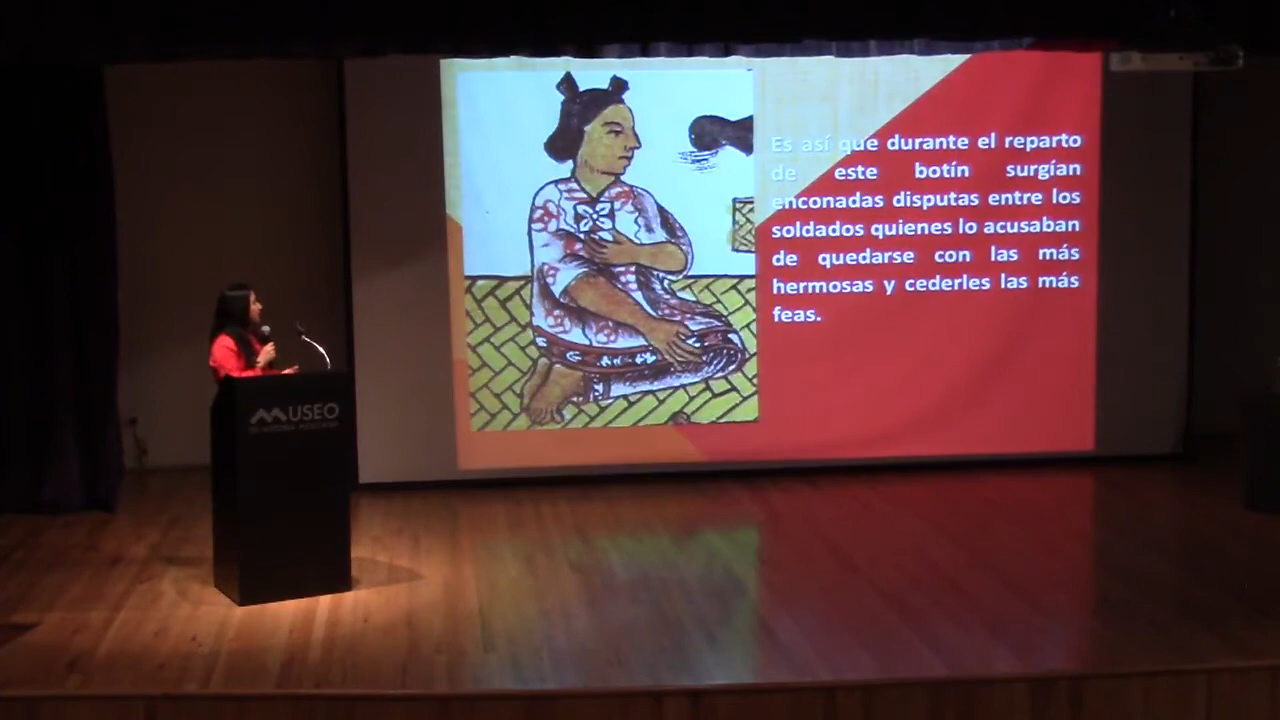 Es así que durante el reparto
de este botín surgían
enconadas disputas entre los
soldados quienes lo acusaban
de quedarse con las más
hermosas y cederles las más
feas.
MUSEO